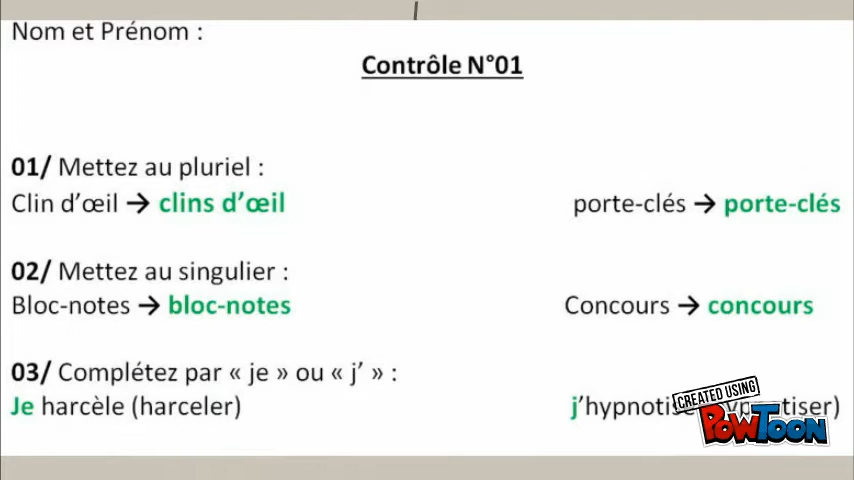 Nom et Prénom :
Contrôle N°01
01/ Mettez au pluriel :
Clin d'œil → clins d'œil porte-clés → porte-clés
02/ Mettez au singulier :
Bloc-notes → bloc-notes Concours → concours
03/ Complétez par « je » ou « j' » :
Je harcèle (harceler) j'hypnotise
CREATED USING
POWTOON